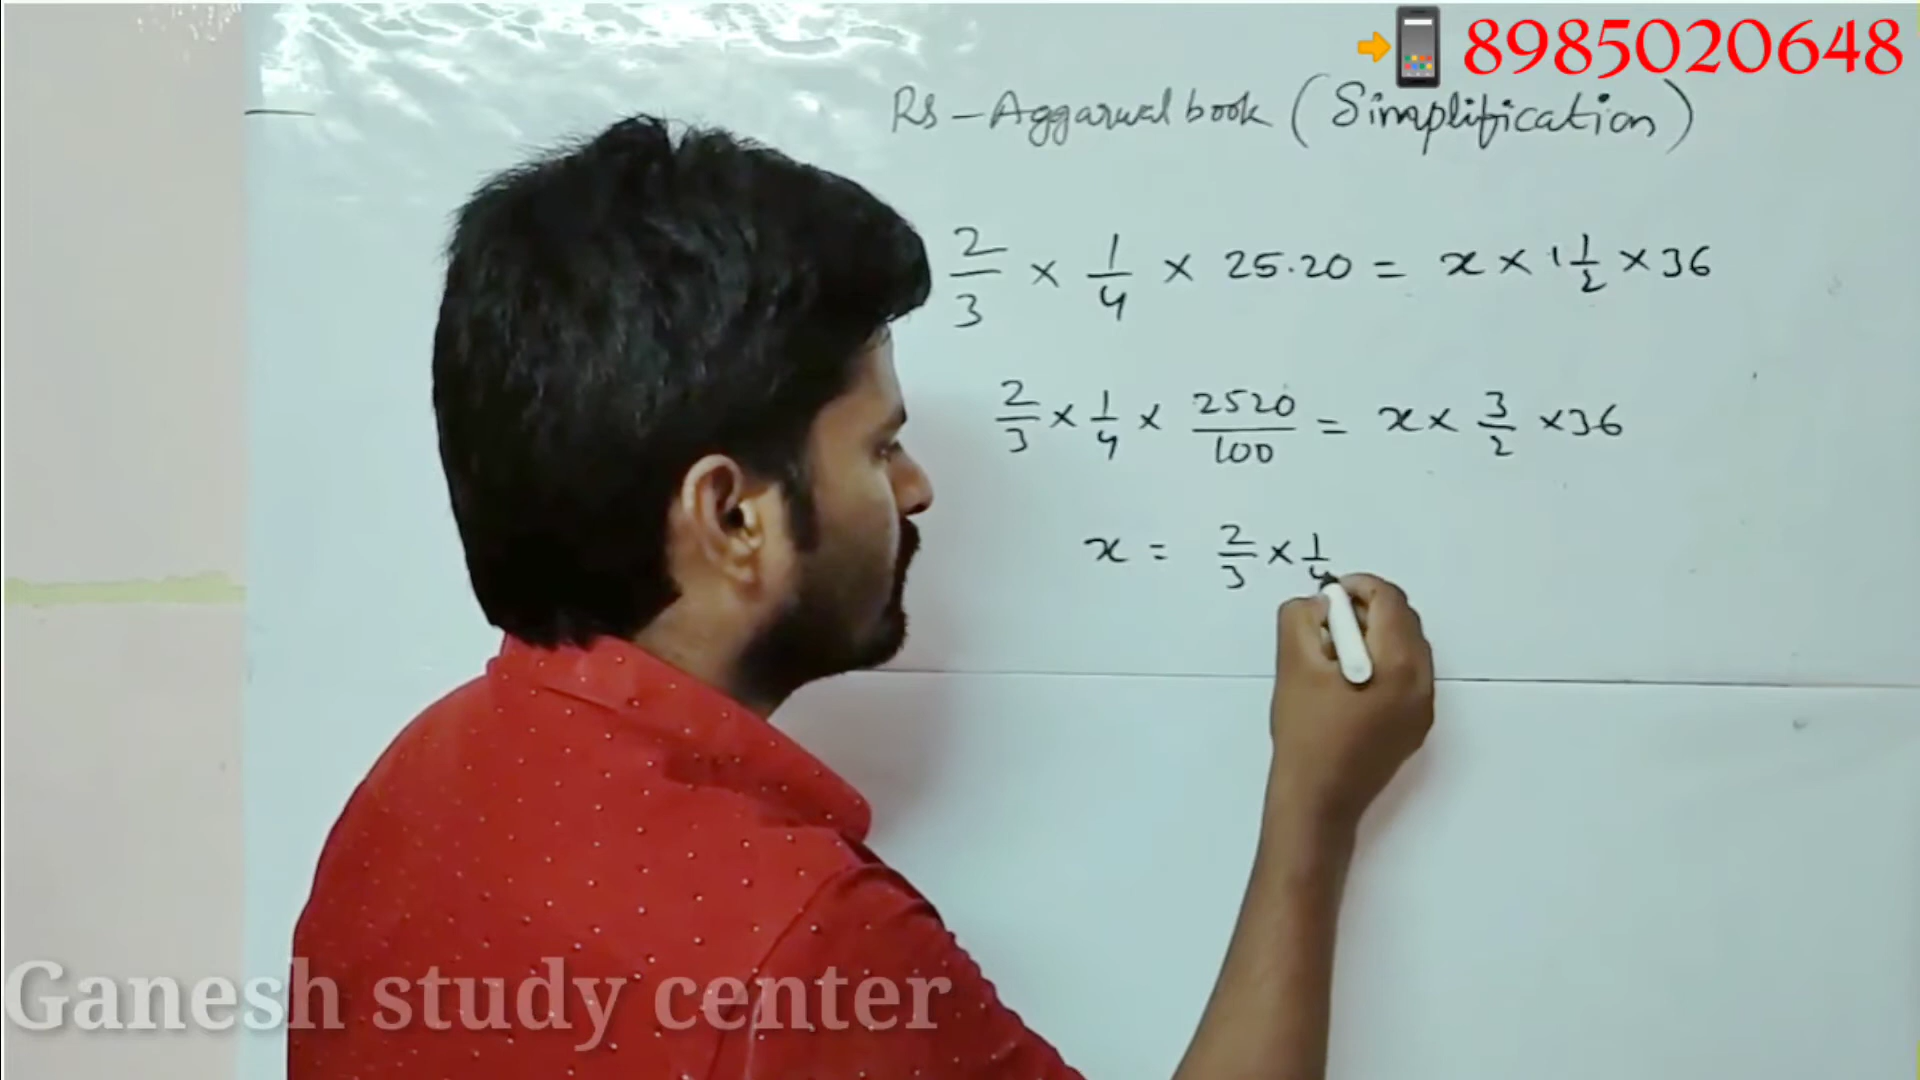 8985020648
Rs - Aggarwal book (Simplification)
2/3 × 1/4 × 25.20 = x × 1 1/2 × 36
2/3 × 1/4 × 2520/100 = x × 3/2 × 36
x = 2/3 × 1/4
Ganesh study center